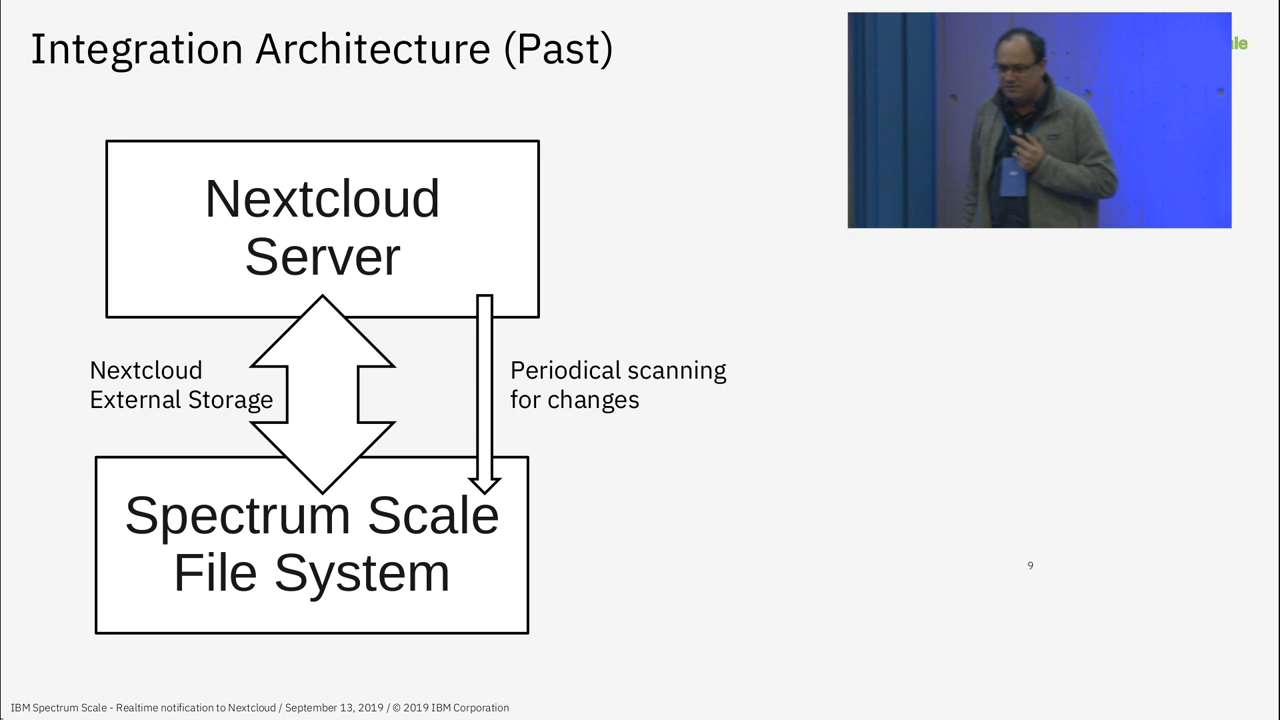 Integration Architecture (Past)
Nextcloud
Server
Nextcloud
External Storage
Periodical scanning
for changes
Spectrum Scale
File System
9
IBM Spectrum Scale - Realtime notification to Nextcloud / September 13, 2019 / © 2019 IBM Corporation